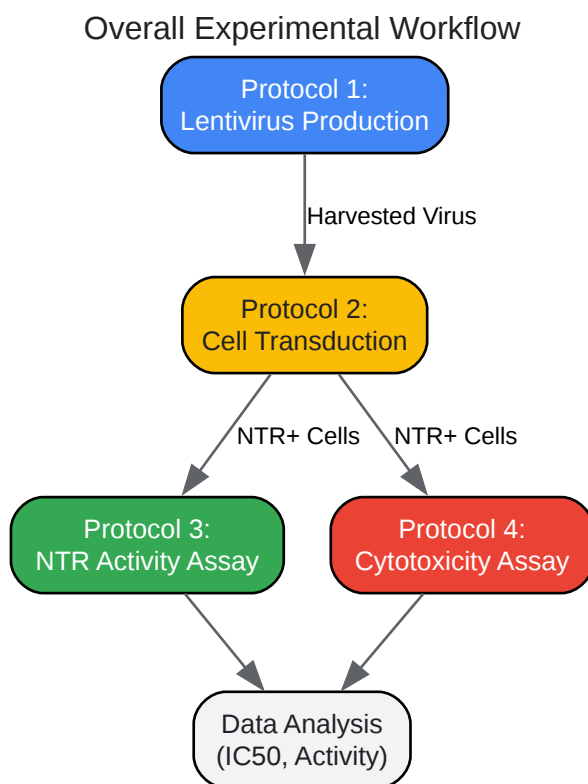 Overall Experimental Workflow
Protocol 1:
Lentivirus Production
Harvested Virus
Protocol 2:
Cell Transduction
NTR+ Cells
NTR+ Cells
Protocol 3:
NTR Activity Assay
Protocol 4:
Cytotoxicity Assay
Data Analysis
(IC50, Activity)